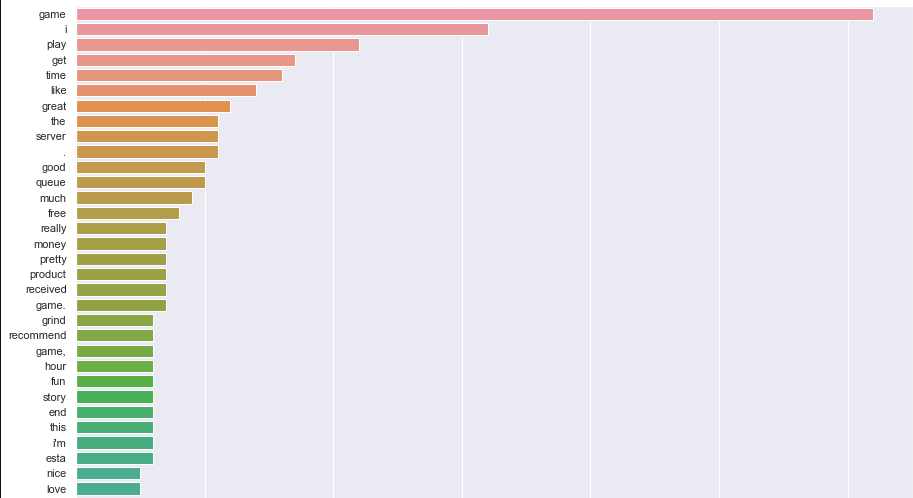 game
i
play
get
time
like
great
the
server
.
good
queue
much
free
really
money
pretty
product
received
game.
grind
recommend
game,
hour
fun
story
end
this
i'm
esta
nice
love